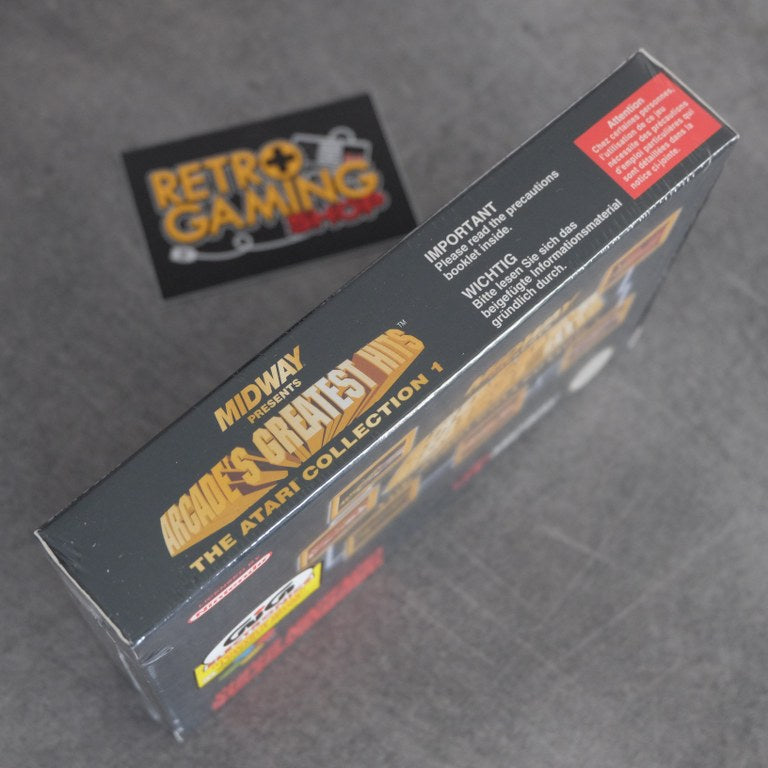 RETRO
GAMING
SHOP
Attention
Chez certaines personnes,
l'utilisation de ce jeu
nécessite des précautions
d'emploi particulières qui
sont détaillées dans la
notice ci-jointe.
IMPORTANT
Please read the precautions
booklet inside.
WICHTIG
Bitte lesen Sie sich das
beigefügte Informationsmaterial
gründlich durch.
MIDWAY
PRESENTS
ARCADE'S GREATEST HITS™
THE ATARI COLLECTION 1
GIG